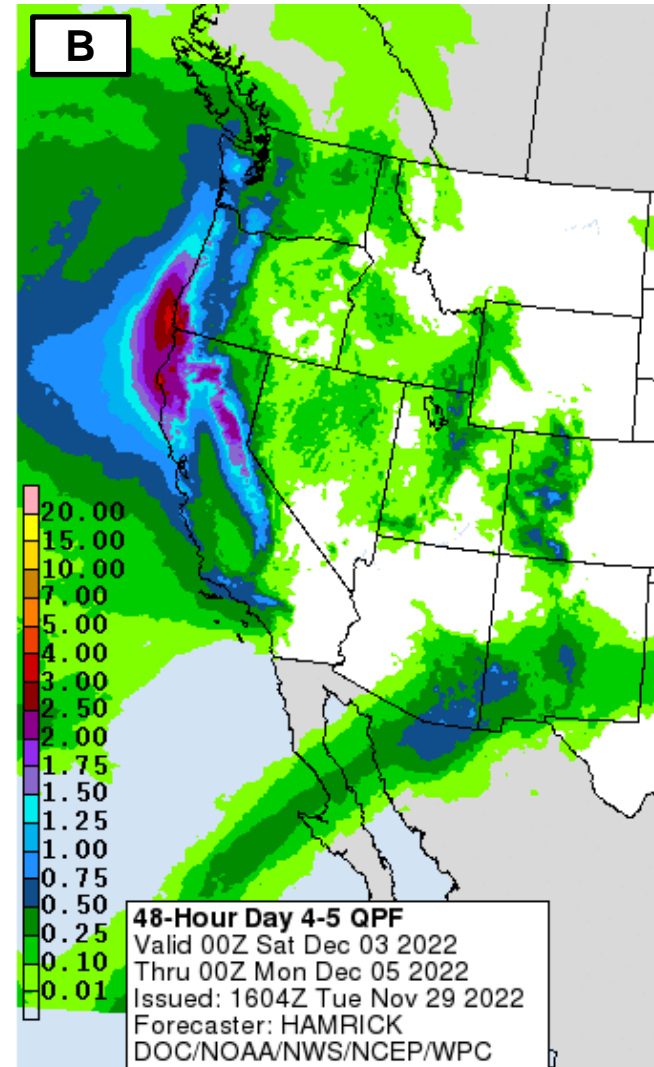 B
20.00
15.00
10.00
7.00
5.00
4.00
3.00
2.50
2.00
1.75
1.50
1.25
1.00
0.75
0.50
0.25
0.10
0.01
48-Hour Day 4-5 QPF
Valid 00Z Sat Dec 03 2022
Thru 00Z Mon Dec 05 2022
Issued: 1604Z Tue Nov 29 2022
Forecaster: HAMRICK
DOC/NOAA/NWS/NCEP/WPC